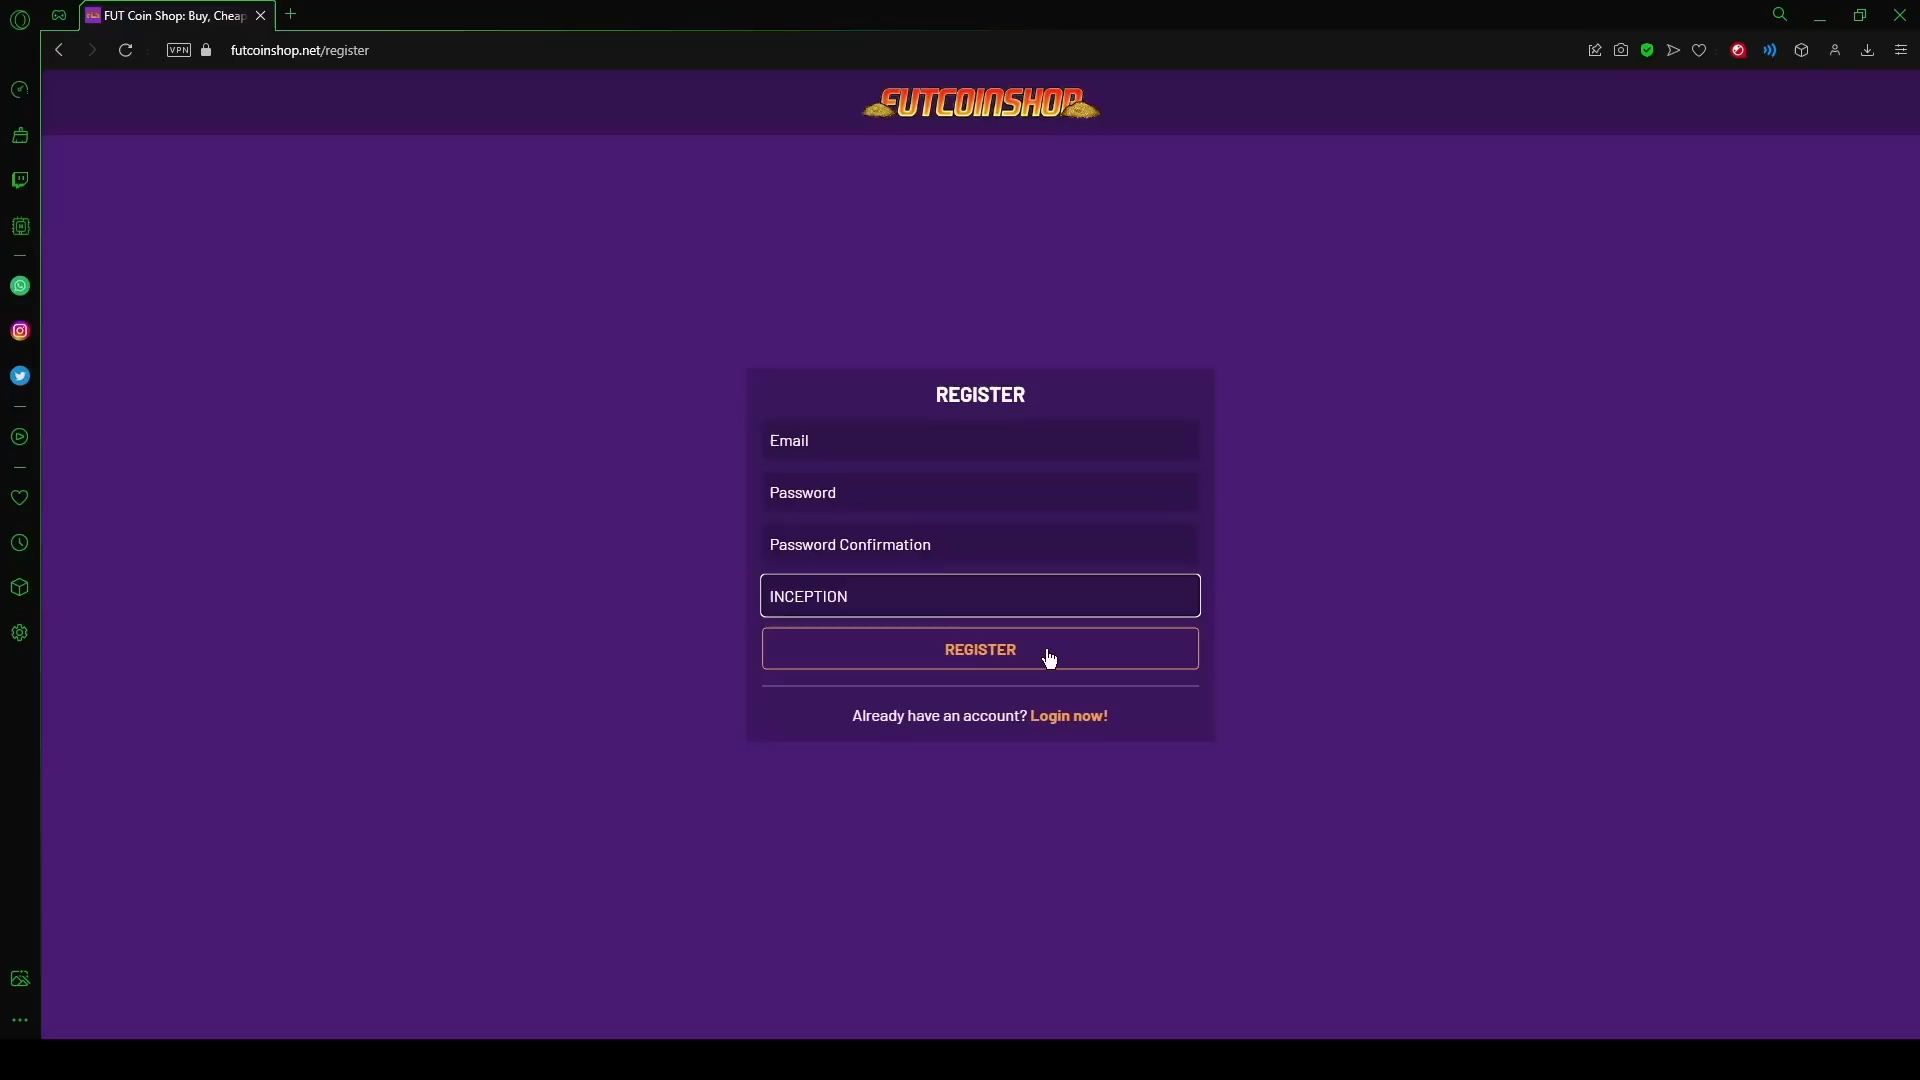 FUT Coin Shop: Buy, Cheap
VPN
futcoinshop.net/register
FUTCOINSHOP
REGISTER
Email
Password
Password Confirmation
INCEPTION
REGISTER
Already have an account? Login now!